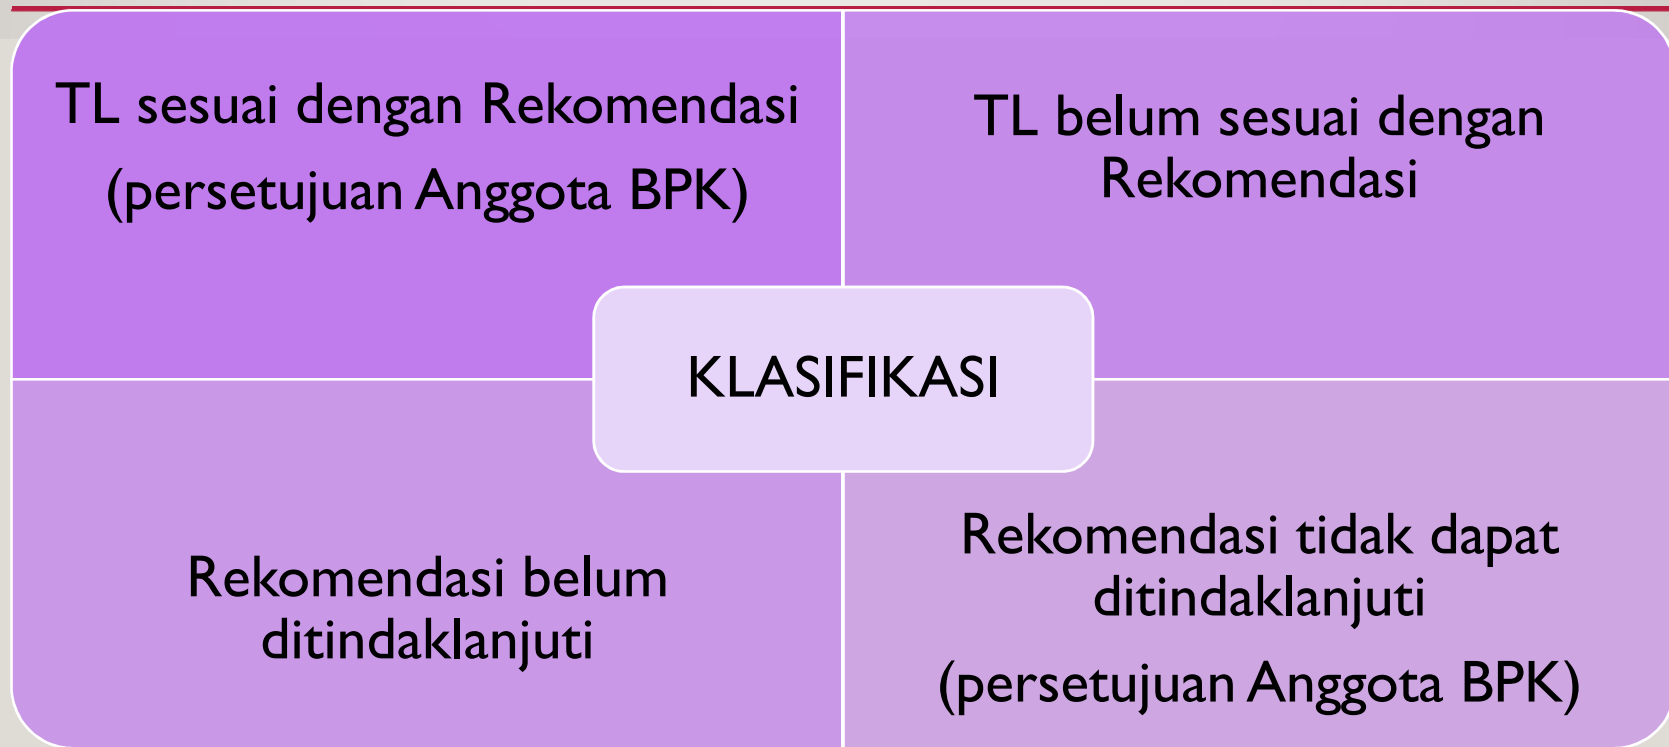 TL sesuai dengan Rekomendasi
(persetujuan Anggota BPK)
TL belum sesuai dengan
Rekomendasi
KLASIFIKASI
Rekomendasi belum
ditindaklanjuti
Rekomendasi tidak dapat
ditindaklanjuti
(persetujuan Anggota BPK)